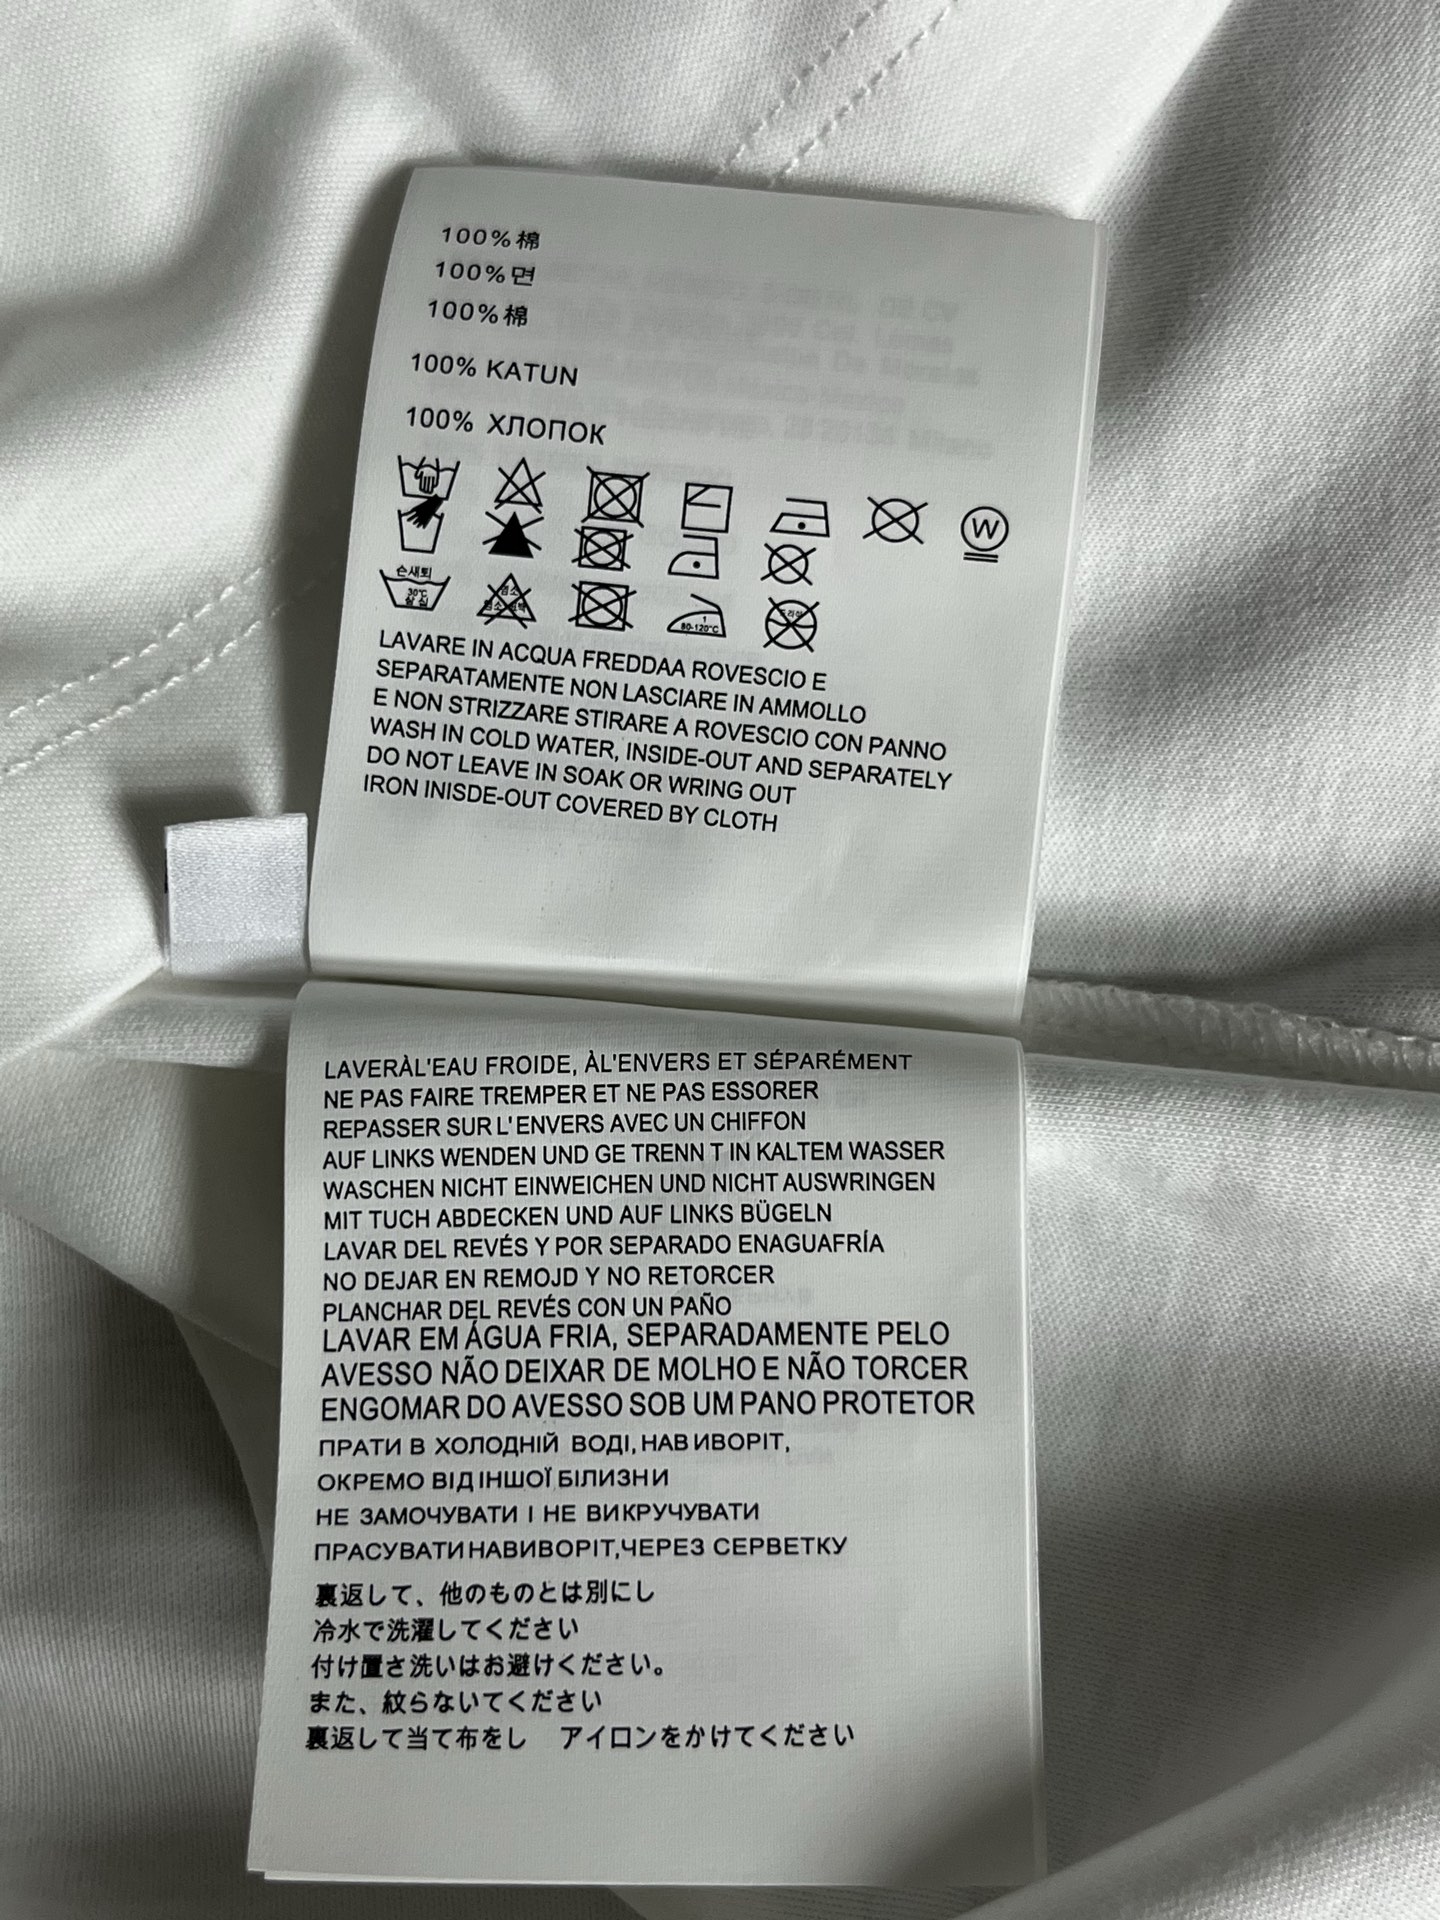 100%棉
100%면
100%棉
100% KATUN
100% ХЛОПОК
W
손세탁
30℃
80-120℃
LAVARE IN ACQUA FREDDAA ROVESCIO E
SEPARATAMENTE NON LASCIARE IN AMMOLLO
E NON STRIZZARE STIRARE A ROVESCIO CON PANNO
WASH IN COLD WATER, INSIDE-OUT AND SEPARATELY
DO NOT LEAVE IN SOAK OR WRING OUT
IRON INISDE-OUT COVERED BY CLOTH
LAVERÀL'EAU FROIDE, ÀL'ENVERS ET SÉPARÉMENT
NE PAS FAIRE TREMPER ET NE PAS ESSORER
REPASSER SUR L'ENVERS AVEC UN CHIFFON
AUF LINKS WENDEN UND GE TRENN T IN KALTEM WASSER
WASCHEN NICHT EINWEICHEN UND NICHT AUSWRINGEN
MIT TUCH ABDECKEN UND AUF LINKS BÜGELN
LAVAR DEL REVÉS Y POR SEPARADO ENAGUAFRÍA
NO DEJAR EN REMOJD Y NO RETORCER
PLANCHAR DEL REVÉS CON UN PAÑO
LAVAR EM ÁGUA FRIA, SEPARADAMENTE PELO
AVESSO NÃO DEIXAR DE MOLHO E NÃO TORCER
ENGOMAR DO AVESSO SOB UM PANO PROTETOR
ПРАТИ В ХОЛОДНІЙ ВОДІ, НАВ ИВОРІТ,
ОКРЕМО ВІД ІНШОЇ БІЛИЗНИ
НЕ ЗАМОЧУВАТИ І НЕ ВИКРУЧУВАТИ
ПРАСУВАТИ НАВИВОРІТ,ЧЕРЕЗ СЕРВЕТКУ
裏返して、他のものとは別にし
冷水で洗濯してください
付け置き洗いはお避けください。
また、紋らないてください
裏返して当て布をし アイロンをかけてください